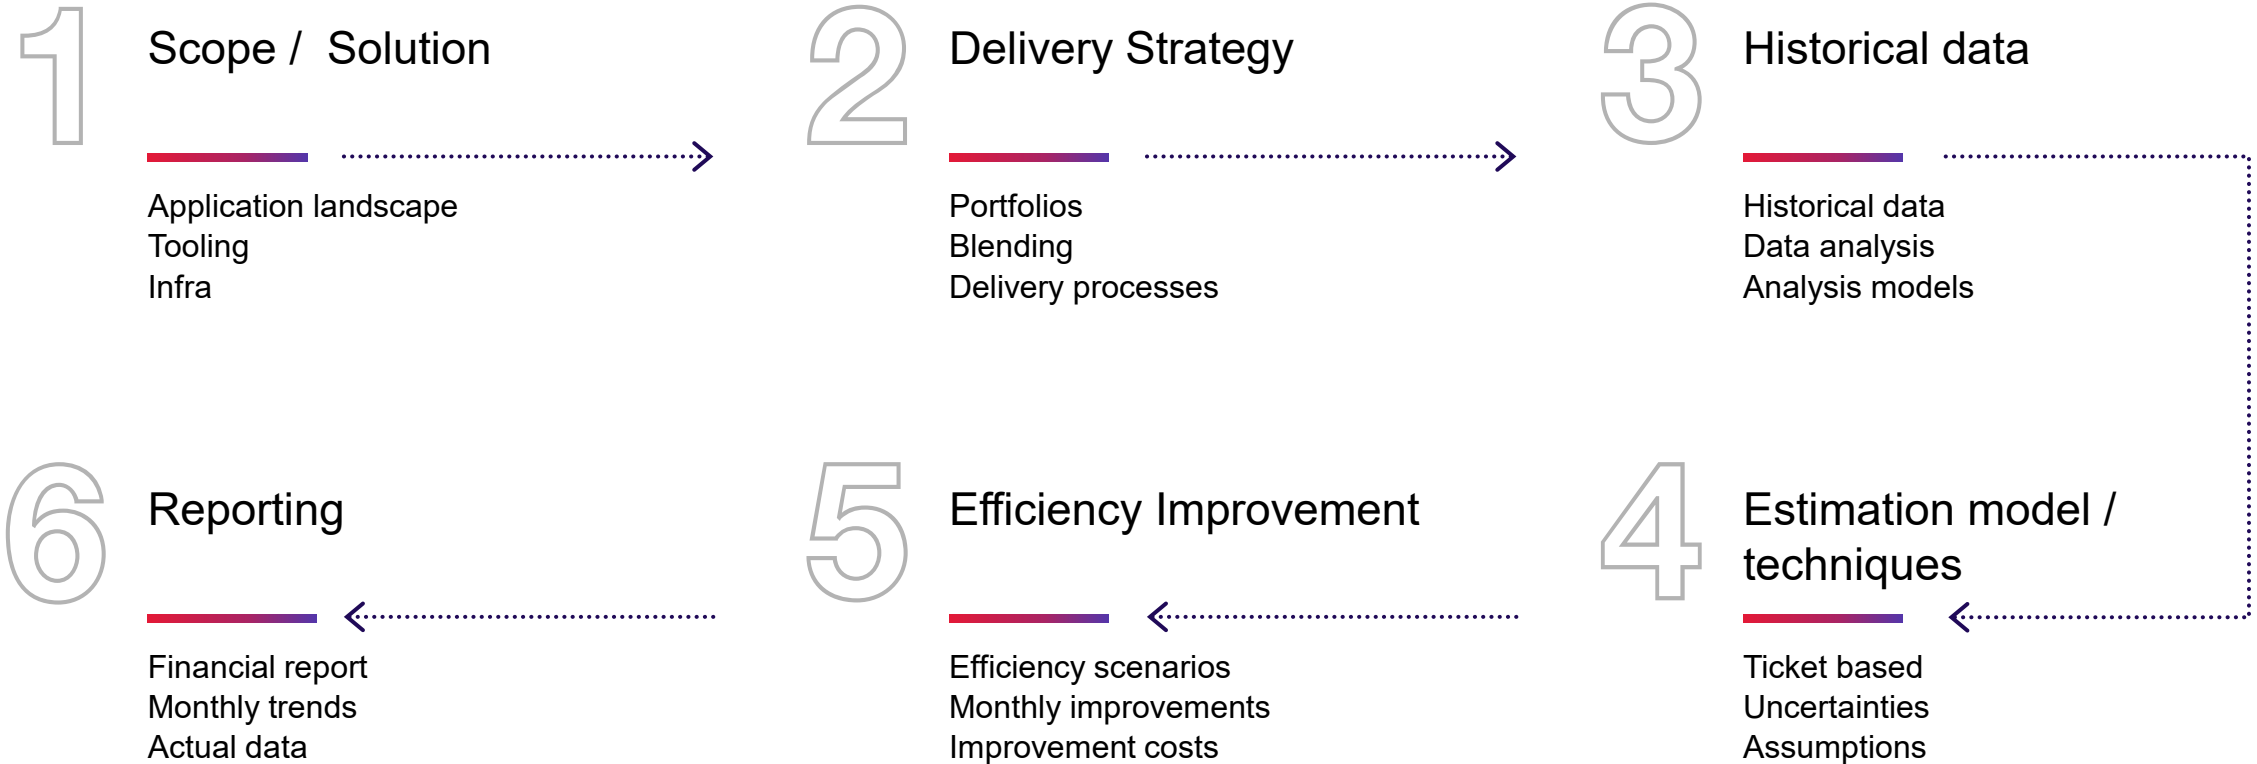 1
Scope / Solution
Application landscape
Tooling
Infra
2
Delivery Strategy
Portfolios
Blending
Delivery processes
3
Historical data
Historical data
Data analysis
Analysis models
4
Estimation model /
techniques
Ticket based
Uncertainties
Assumptions
5
Efficiency Improvement
Efficiency scenarios
Monthly improvements
Improvement costs
6
Reporting
Financial report
Monthly trends
Actual data